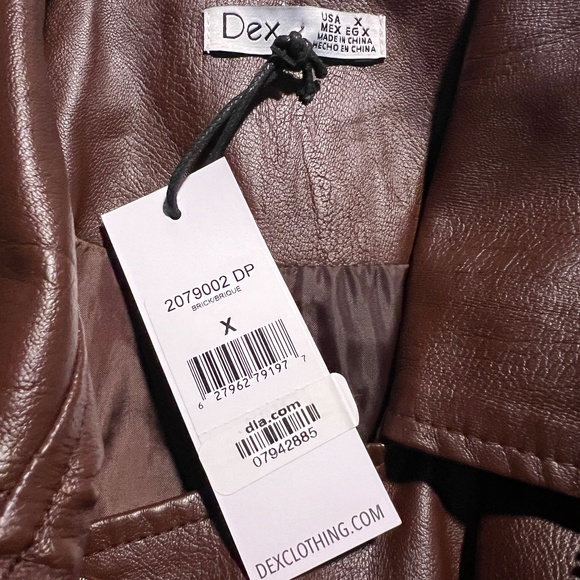 Dex
USA X
MEX EG X
MADE IN CHINA
HECHO EN CHINA
2079002 DP
BRICK/BRIQUE
X
6 27962 79197 7
dia.com
07942885
DEXCLOTHING.COM